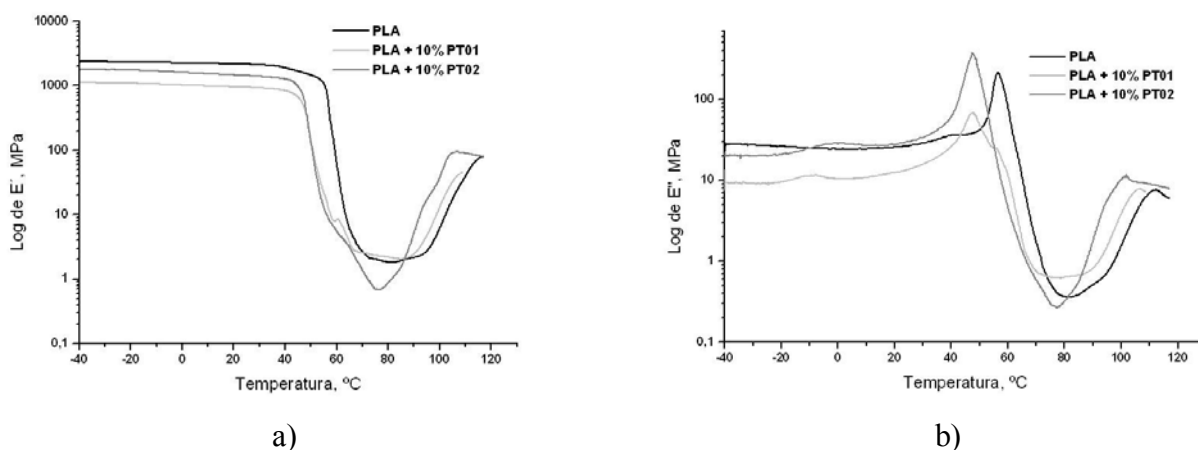 10000
1000
100
10
1
0,1
Log de E´, MPa
PLA
PLA + 10% PT01
PLA + 10% PT02
-40 -20 0 20 40 60 80 100 120
Temperatura, ºC
a)
100
10
1
0,1
Log de E", MPa
PLA
PLA + 10% PT01
PLA + 10% PT02
-40 -20 0 20 40 60 80 100 120
Temperatura, ºC
b)